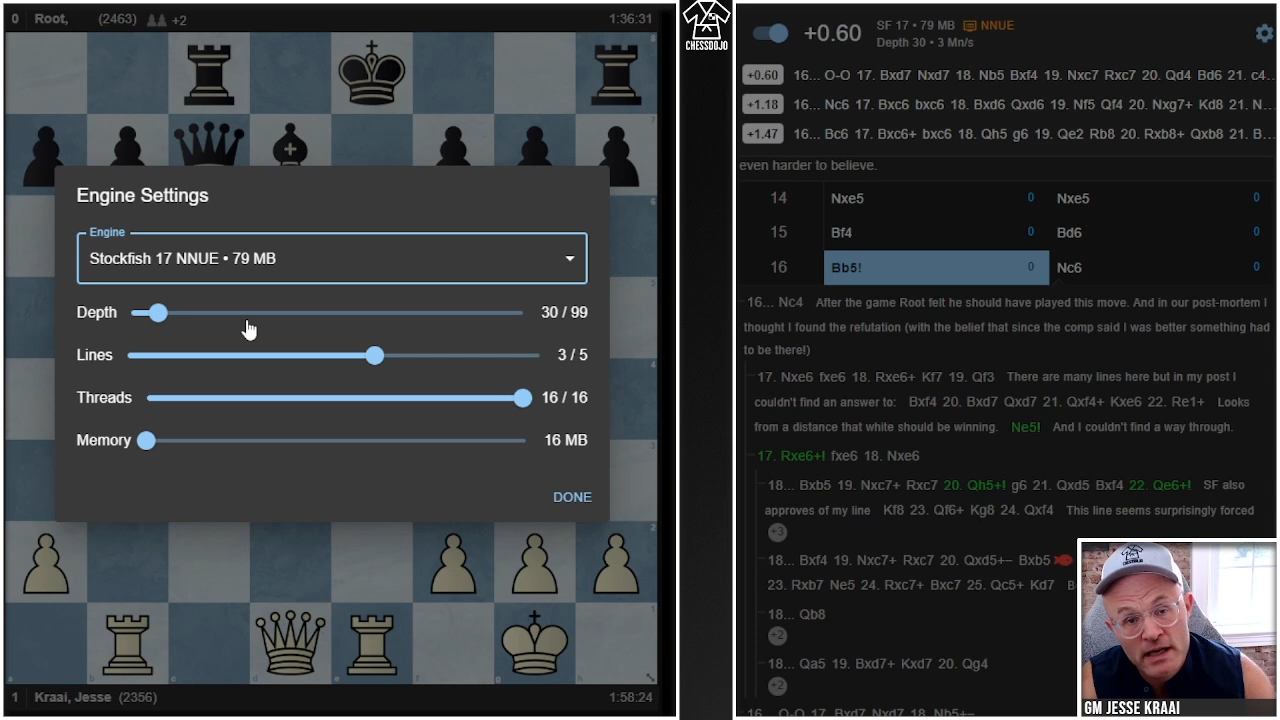 0 Root, (2463) +2 1:36:31
8
7
Engine Settings
Engine
Stockfish 17 NNUE • 79 MB
Depth 30 / 99
Lines 3 / 5
Threads 16 / 16
Memory 16 MB
DONE
2
1
a b c d e f g h
1 Kraai, Jesse (2356) 1:58:24
CHESSDOJO
+0.60 SF 17 • 79 MB NNUE
Depth 30 • 3 Mn/s
+0.60 16... O-O 17. Bxd7 Nxd7 18. Nb5 Bxf4 19. Nxc7 Rxc7 20. Qd4 Bd6 21. c4...
+1.18 16... Nc6 17. Bxc6 bxc6 18. Bxd6 Qxd6 19. Nf5 Qf4 20. Nxg7+ Kd8 21. N...
+1.47 16... Bc6 17. Bxc6+ bxc6 18. Qh5 g6 19. Qe2 Rb8 20. Rxb8+ Qxb8 21. B...
even harder to believe.
14 Nxe5 0 Nxe5 0
15 Bf4 0 Bd6 0
16 Bb5! 0 Nc6 0
16... Nc4 After the game Root felt he should have played this move. And in our post-mortem I
thought I found the refutation (with the belief that since the comp said I was better something had
to be there!)
17. Nxe6 fxe6 18. Rxe6+ Kf7 19. Qf3 There are many lines here but in my post I
couldn't find an answer to: Bxf4 20. Bxd7 Qxd7 21. Qxf4+ Kxe6 22. Re1+ Looks
from a distance that white should be winning. Ne5! And I couldn't find a way through.
17. Rxe6+! fxe6 18. Nxe6
18... Bxb5 19. Nxc7+ Rxc7 20. Qh5+! g6 21. Qxd5 Bxf4 22. Qe6+! SF also
approves of my line Kf8 23. Qf6+ Kg8 24. Qxf4 This line seems surprisingly forced
+3
18... Bxf4 19. Nxc7+ Rxc7 20. Qxd5+– Bxb5
23. Rxb7 Ne5 24. Rxc7+ Bxc7 25. Qc5+ Kd7
18... Qb8
+2
18... Qa5 19. Bxd7+ Kxd7 20. Qg4
+2
16... O-O 17. Bxd7 Nxd7 18. Nb5+–
CHESSDOJO
GM JESSE KRAAI